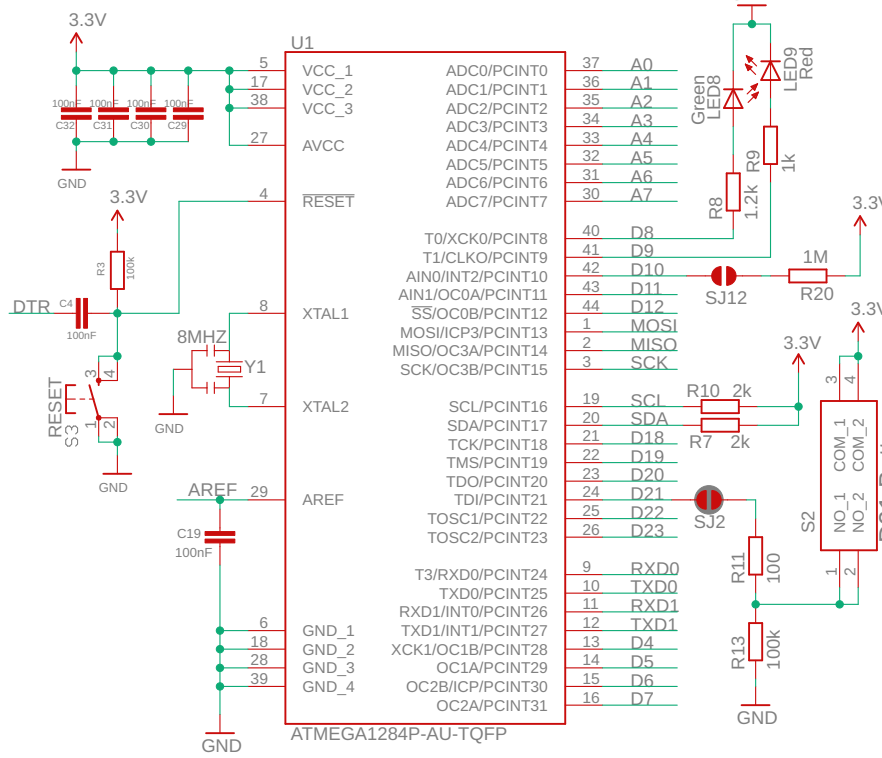 3.3V
5 VCC_1
17 VCC_2
38 VCC_3
27 AVCC
100nF 100nF 100nF 100nF
C32 C31 C30 C29
GND
3.3V
R3
100k
4 RESET
DTR
C4
100nF
RESET
S3
3 4
1 2
GND
8 XTAL1
8MHZ
Y1
7 XTAL2
GND
AREF
29 AREF
C19
100nF
6 GND_1
18 GND_2
28 GND_3
39 GND_4
GND
U1
ADC0/PCINT0 37 A0
ADC1/PCINT1 36 A1
ADC2/PCINT2 35 A2
ADC3/PCINT3 34 A3
ADC4/PCINT4 33 A4
ADC5/PCINT5 32 A5
ADC6/PCINT6 31 A6
ADC7/PCINT7 30 A7
T0/XCK0/PCINT8 40 D8
T1/CLKO/PCINT9 41 D9
AIN0/INT2/PCINT10 42 D10
AIN1/OC0A/PCINT11 43 D11
SS/OC0B/PCINT12 44 D12
MOSI/ICP3/PCINT13 1 MOSI
MISO/OC3A/PCINT14 2 MISO
SCK/OC3B/PCINT15 3 SCK
SCL/PCINT16 19 SCL
SDA/PCINT17 20 SDA
TCK/PCINT18 21 D18
TMS/PCINT19 22 D19
TDO/PCINT20 23 D20
TDI/PCINT21 24 D21
TOSC1/PCINT22 25 D22
TOSC2/PCINT23 26 D23
T3/RXD0/PCINT24 9 RXD0
TXD0/PCINT25 10 TXD0
RXD1/INT0/PCINT26 11 RXD1
TXD1/INT1/PCINT27 12 TXD1
XCK1/OC1B/PCINT28 13 D4
OC1A/PCINT29 14 D5
OC2B/ICP/PCINT30 15 D6
OC2A/PCINT31 16 D7
ATMEGA1284P-AU-TQFP
Green
LED8
LED9
Red
R8
1.2k
R9
1k
SJ12
1M
R20
3.3V
R10 2k
R7 2k
3.3V
3.3V
SJ2
R11
100
R13
100k
GND
S2
3 4
COM_1
COM_2
NO_1
NO_2
1 2